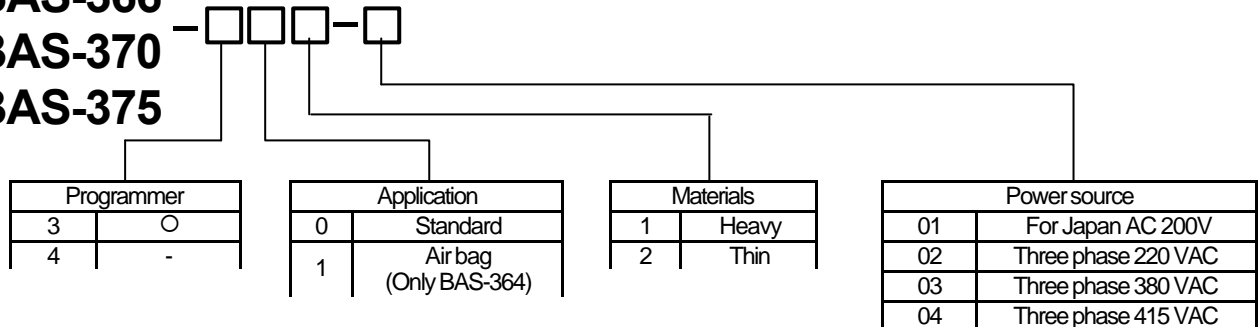 BAS-370
BAS-375
Programmer
3 ○
4 -
Application
0 Standard
1 Air bag
(Only BAS-364)
Materials
1 Heavy
2 Thin
Power source
01 For Japan AC 200V
02 Three phase 220 VAC
03 Three phase 380 VAC
04 Three phase 415 VAC